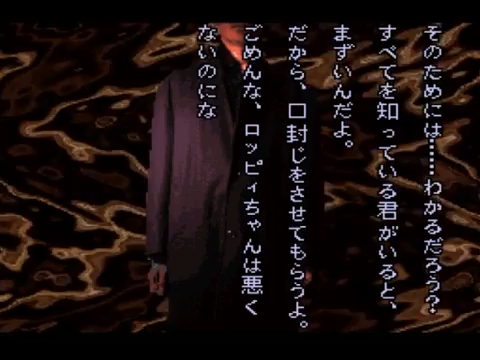 「そのためには……わかるだろう？
すべてを知っている君がいると、
まずいんだよ。
だから、口封じをさせてもらうよ。
ごめんな、ロッピィちゃんは悪く
ないのにな